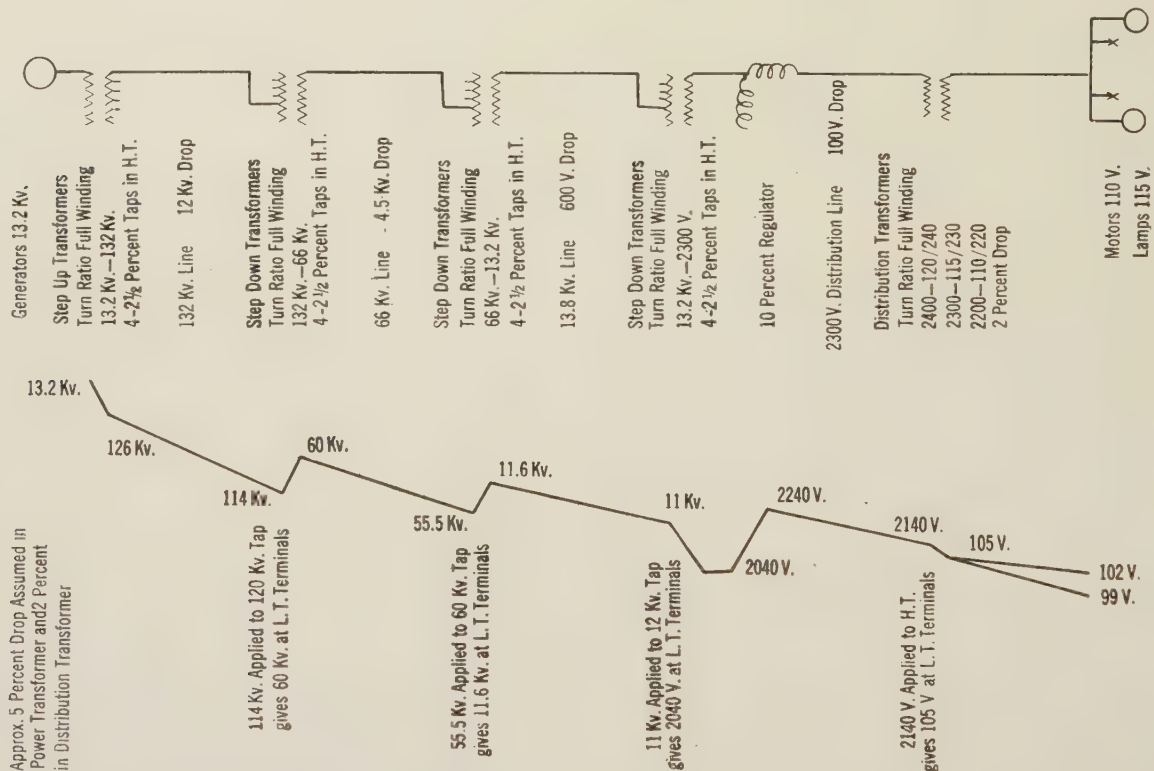 Generators 13.2 Kv.
Step Up Transformers
Turn Ratio Full Winding
13.2 Kv.—132 Kv.
4-2½ Percent Taps in H.T.
132 Kv. Line 12 Kv. Drop
Step Down Transformers
Turn Ratio Full Winding
132 Kv.—66 Kv.
4-2½ Percent Taps in H.T.
66 Kv. Line - 4.5 Kv. Drop
Step Down Transformers
Turn Ratio Full Winding
66 Kv.—13.2 Kv.
4-2½ Percent Taps in H.T.
13.8 Kv. Line 600 V. Drop
Step Down Transformers
Turn Ratio Full Winding
13.2 Kv.—2300 V.
4-2½ Percent Taps in H.T.
10 Percent Regulator
2300 V. Distribution Line 100 V. Drop
Distribution Transformers
Turn Ratio Full Winding
2400—120/240
2300—115/230
2200—110/220
2 Percent Drop
Motors 110 V.
Lamps 115 V.
13.2 Kv.
126 Kv.
114 Kv.
60 Kv.
55.5 Kv.
11.6 Kv.
11 Kv.
2040 V.
2240 V.
2140 V.
105 V.
102 V.
99 V.
Approx. 5 Percent Drop Assumed in
Power Transformer and 2 Percent
in Distribution Transformer
114 Kv. Applied to 120 Kv. Tap
gives 60 Kv. at L.T. Terminals
55.5 Kv. Applied to 60 Kv. Tap
gives 11.6 Kv. at L.T. Terminals
11 Kv. Applied to 12 Kv. Tap
gives 2040 V. at L.T. Terminals
2140 V. Applied to H.T.
gives 105 V at L.T. Terminals